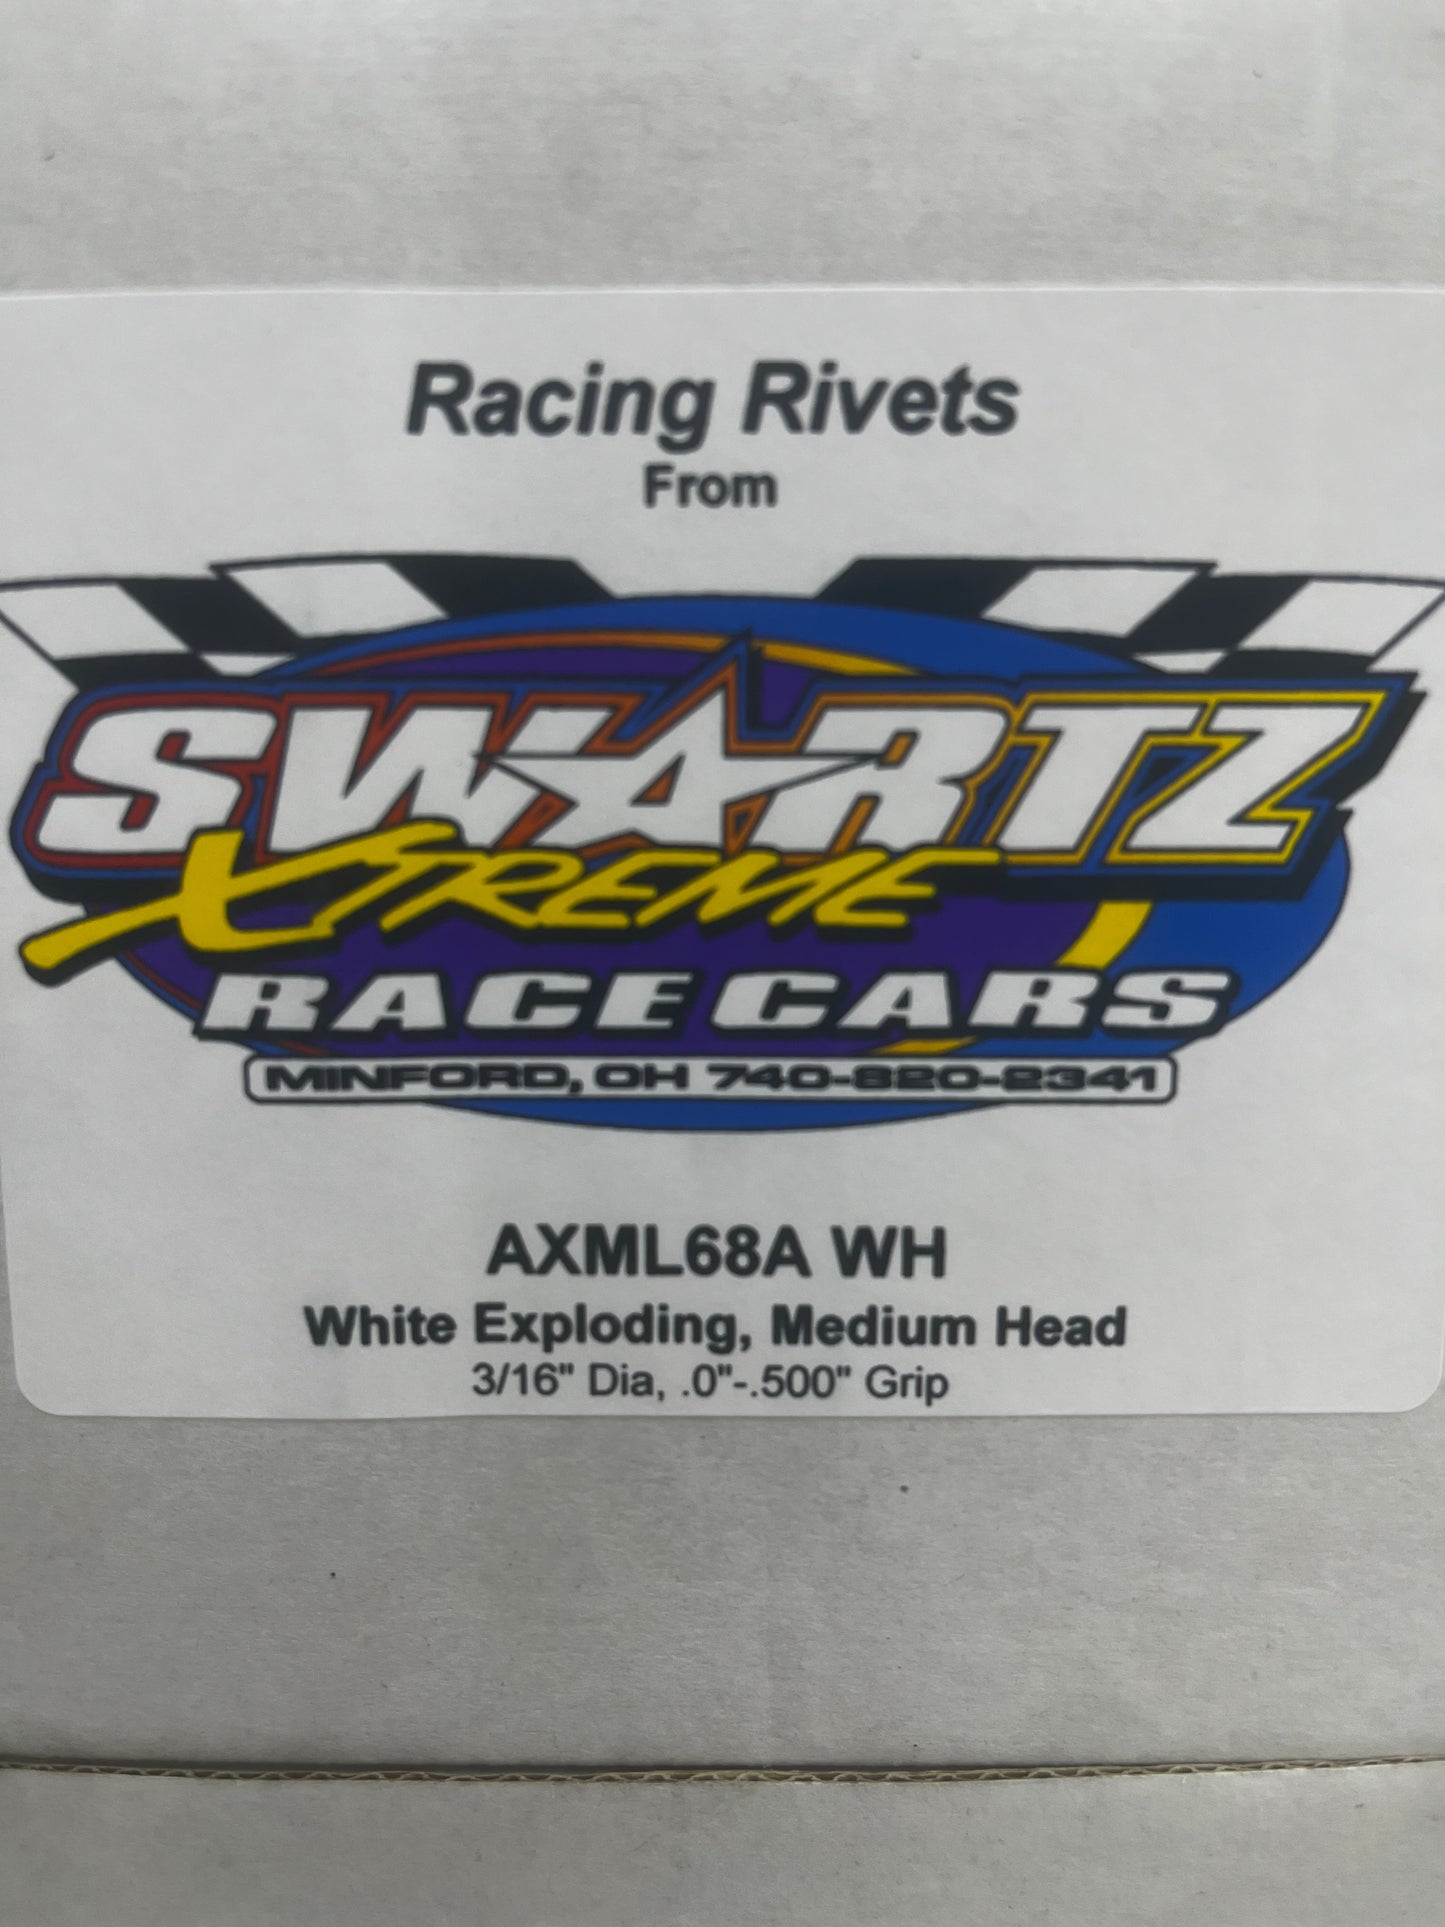 Racing Rivets
From
SWARTZ
XTREME
RACE CARS
MINFORD, OH 740-820-2341
AXML68A WH
White Exploding, Medium Head
3/16" Dia, .0"-.500" Grip